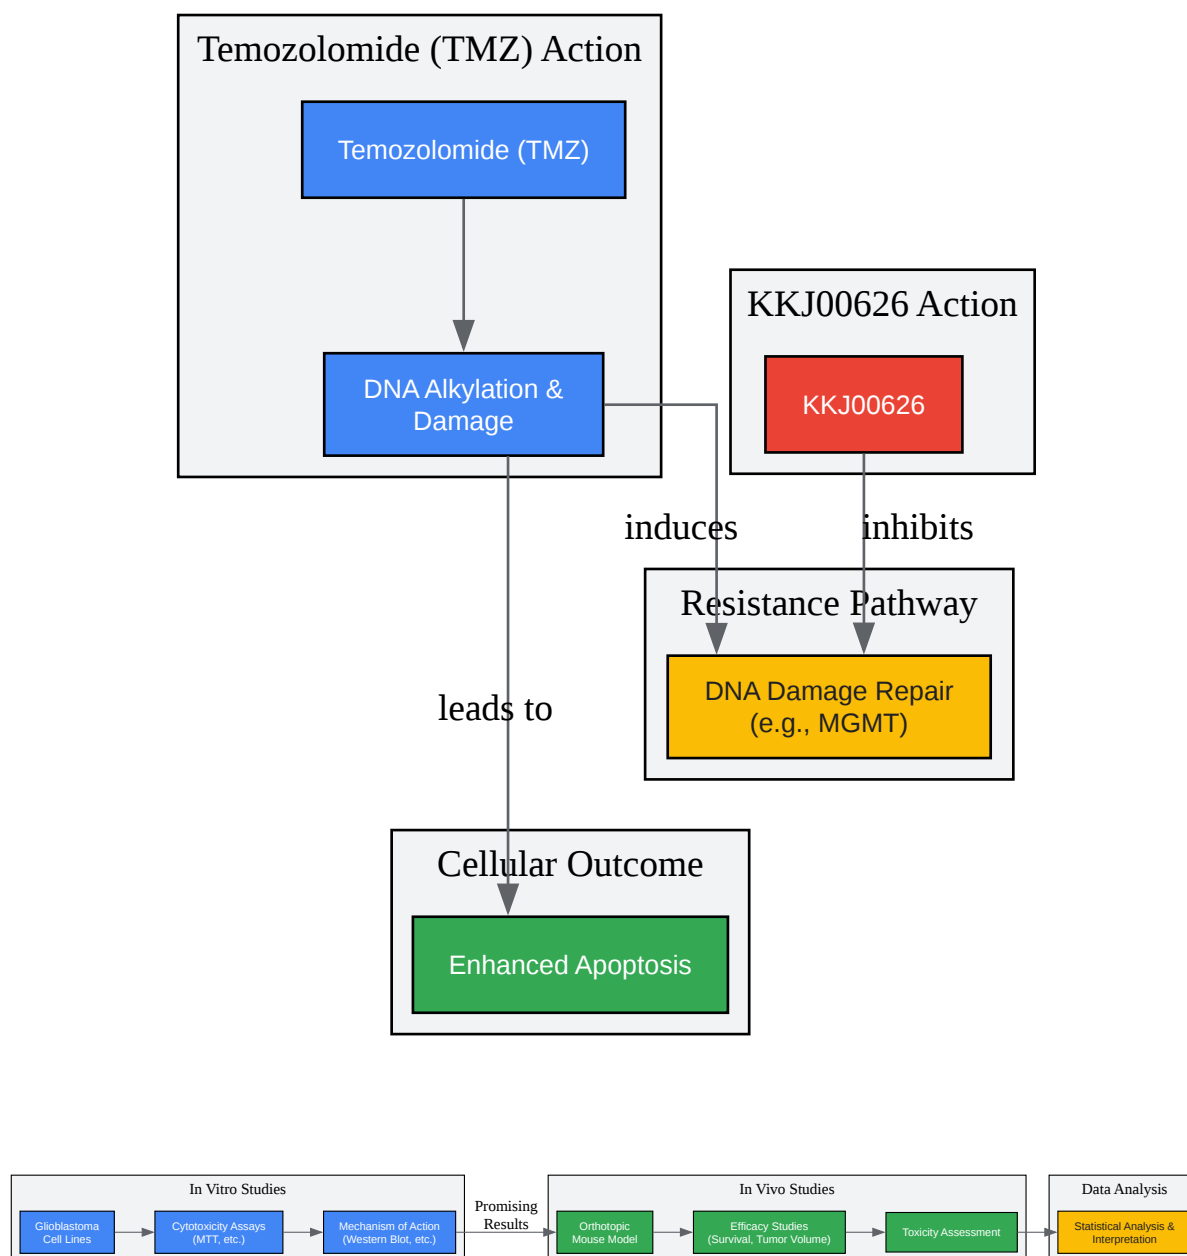 Temozolomide (TMZ) Action
Temozolomide (TMZ)
DNA Alkylation &
Damage
KKJ00626 Action
KKJ00626
induces
inhibits
Resistance Pathway
DNA Damage Repair
(e.g., MGMT)
leads to
Cellular Outcome
Enhanced Apoptosis
In Vitro Studies
Glioblastoma
Cell Lines
Cytotoxicity Assays
(MTT, etc.)
Mechanism of Action
(Western Blot, etc.)
Promising
Results
In Vivo Studies
Orthotopic
Mouse Model
Efficacy Studies
(Survival, Tumor Volume)
Toxicity Assessment
Data Analysis
Statistical Analysis &
Interpretation